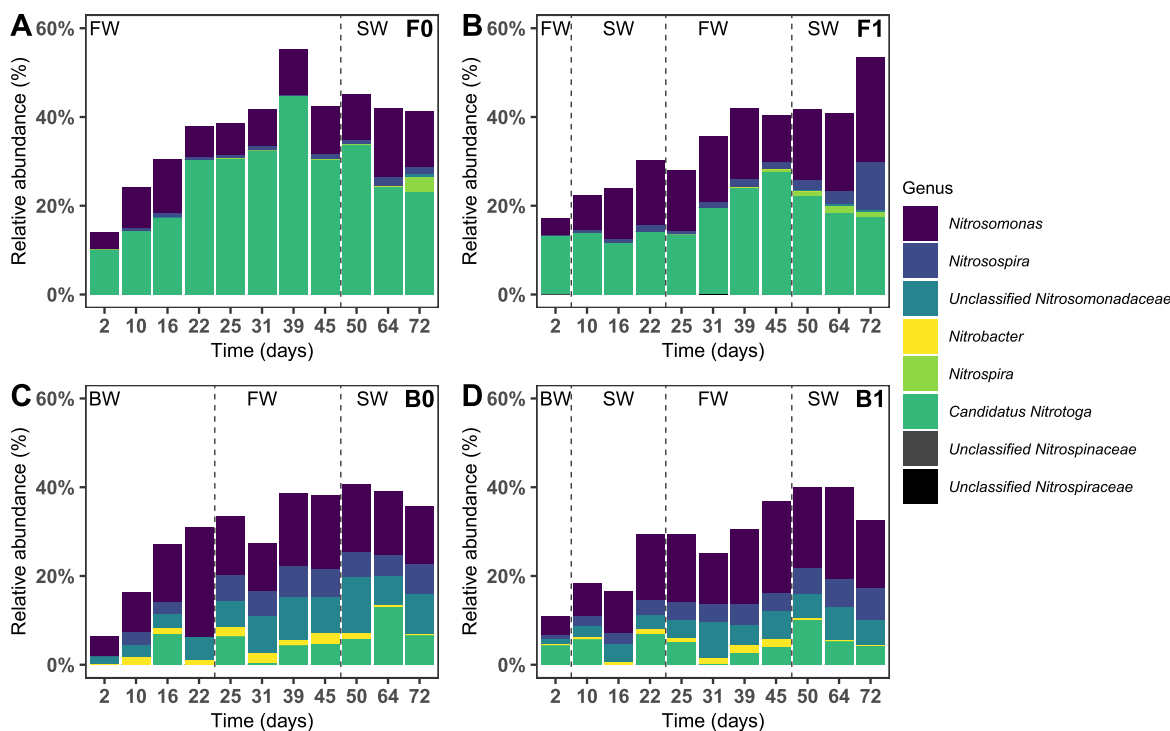 A
FW
SW
F0
60%
40%
20%
0%
Relative abundance (%)
2 10 16 22 25 31 39 45 50 64 72
Time (days)
B
FW
SW
FW
SW
F1
60%
40%
20%
0%
Relative abundance (%)
2 10 16 22 25 31 39 45 50 64 72
Time (days)
C
BW
FW
SW
B0
60%
40%
20%
0%
Relative abundance (%)
2 10 16 22 25 31 39 45 50 64 72
Time (days)
D
BW
SW
FW
SW
B1
60%
40%
20%
0%
Relative abundance (%)
2 10 16 22 25 31 39 45 50 64 72
Time (days)
Genus
Nitrosomonas
Nitrosospira
Unclassified Nitrosomonadaceae
Nitrobacter
Nitrospira
Candidatus Nitrotoga
Unclassified Nitrospinaceae
Unclassified Nitrospiraceae